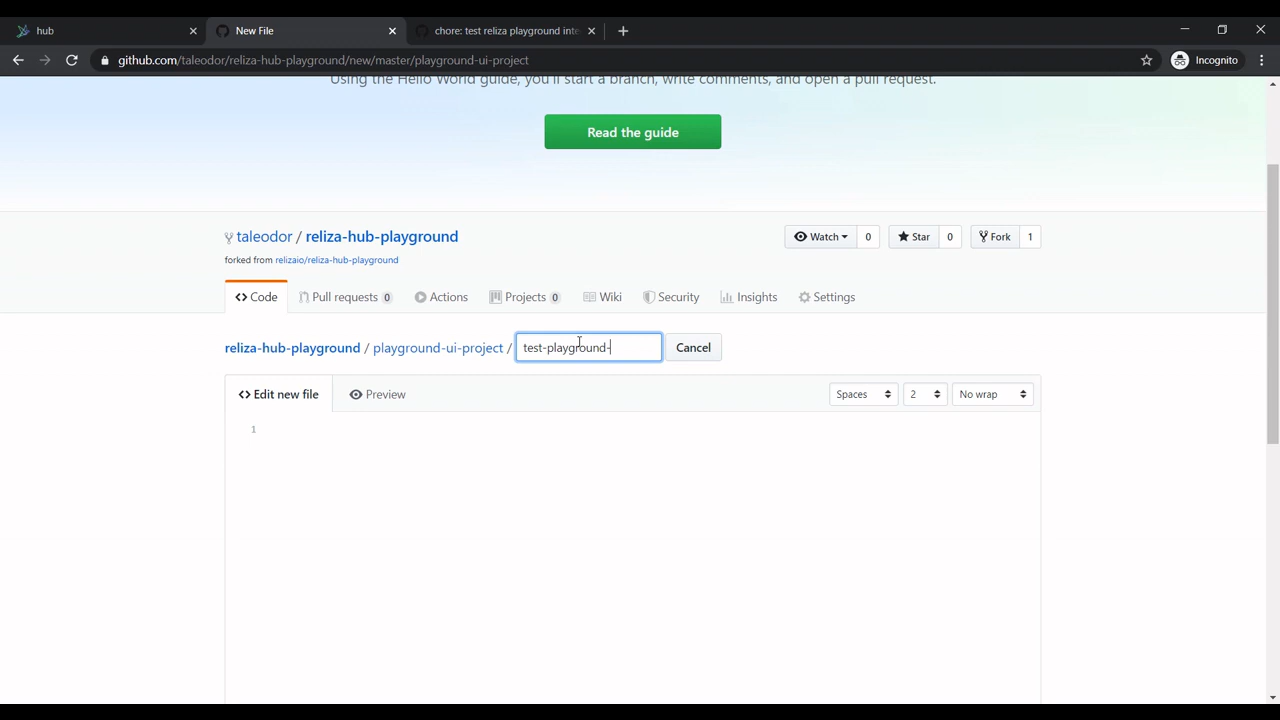 hub
New File
chore: test reliza playground inte
github.com/taleodor/reliza-hub-playground/new/master/playground-ui-project
Incognito
Using the Hello World guide, you'll start a branch, write comments, and open a pull request.
Read the guide
taleodor / reliza-hub-playground
Watch 0 Star 0 Fork 1
forked from relizaio/reliza-hub-playground
Code Pull requests 0 Actions Projects 0 Wiki Security Insights Settings
reliza-hub-playground / playground-ui-project / test-playground- Cancel
Edit new file Preview Spaces 2 No wrap
1